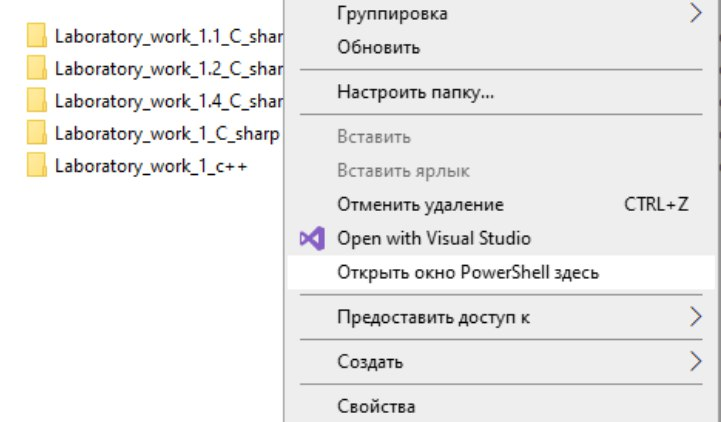 Laboratory_work_1.1_C_shar
Laboratory_work_1.2_C_shar
Laboratory_work_1.4_C_shar
Laboratory_work_1_C_sharp
Laboratory_work_1_c++
Группировка
Обновить
Настроить папку...
Вставить
Вставить ярлык
Отменить удаление CTRL+Z
Open with Visual Studio
Открыть окно PowerShell здесь
Предоставить доступ к
Создать
Свойства